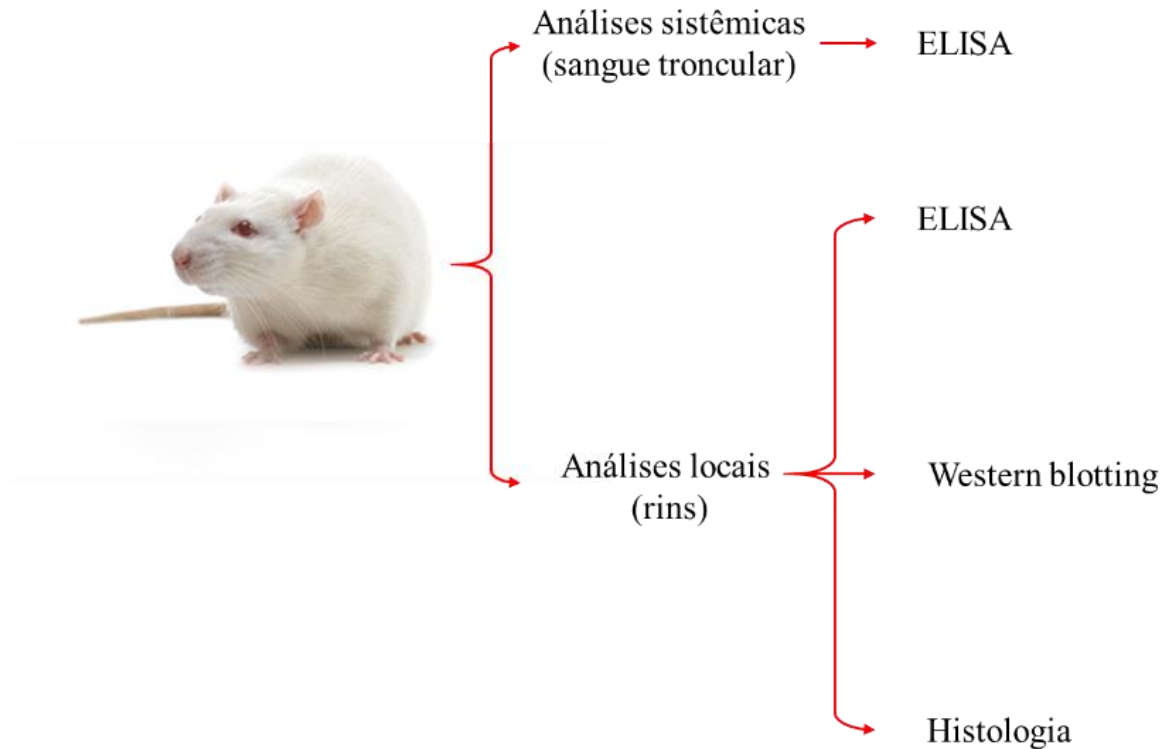 Análises sistêmicas
(sangue troncular)
ELISA
ELISA
Análises locais
(rins)
Western blotting
Histologia